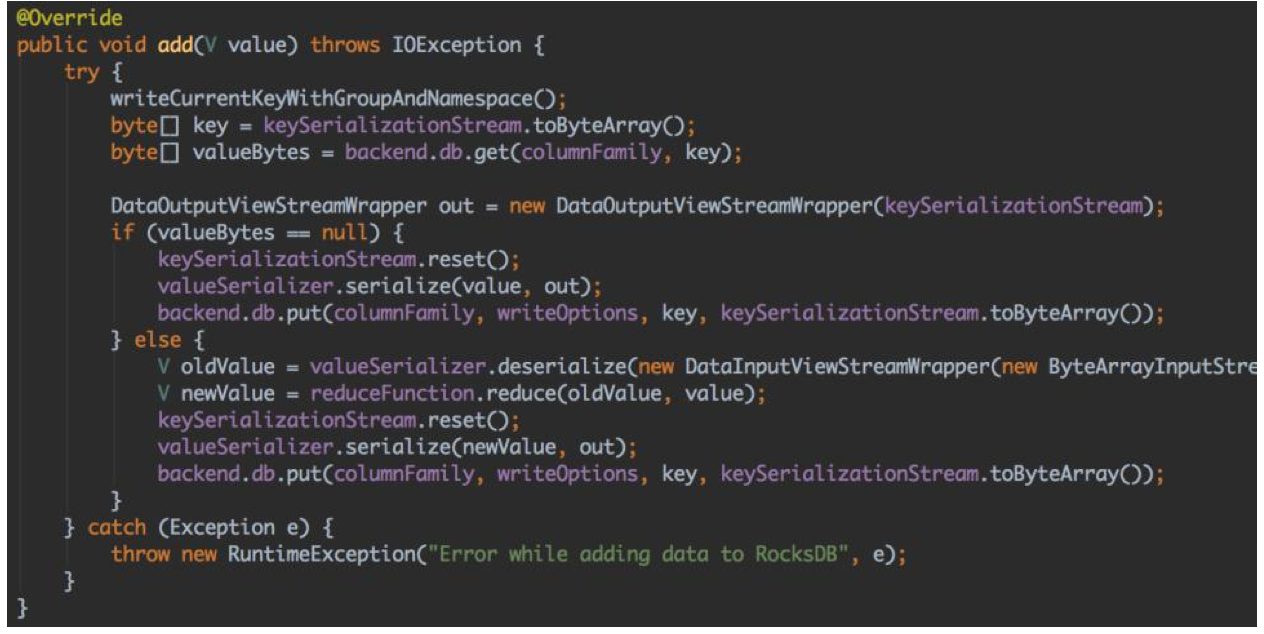 @Override
public void add(V value) throws IOException {
    try {
        writeCurrentKeyWithGroupAndNamespace();
        byte[] key = keySerializationStream.toByteArray();
        byte[] valueBytes = backend.db.get(columnFamily, key);

        DataOutputViewStreamWrapper out = new DataOutputViewStreamWrapper(keySerializationStream);
        if (valueBytes == null) {
            keySerializationStream.reset();
            valueSerializer.serialize(value, out);
            backend.db.put(columnFamily, writeOptions, key, keySerializationStream.toByteArray());
        } else {
            V oldValue = valueSerializer.deserialize(new DataInputViewStreamWrapper(new ByteArrayInputStre
            V newValue = reduceFunction.reduce(oldValue, value);
            keySerializationStream.reset();
            valueSerializer.serialize(newValue, out);
            backend.db.put(columnFamily, writeOptions, key, keySerializationStream.toByteArray());
        }
    } catch (Exception e) {
        throw new RuntimeException("Error while adding data to RocksDB", e);
    }
}